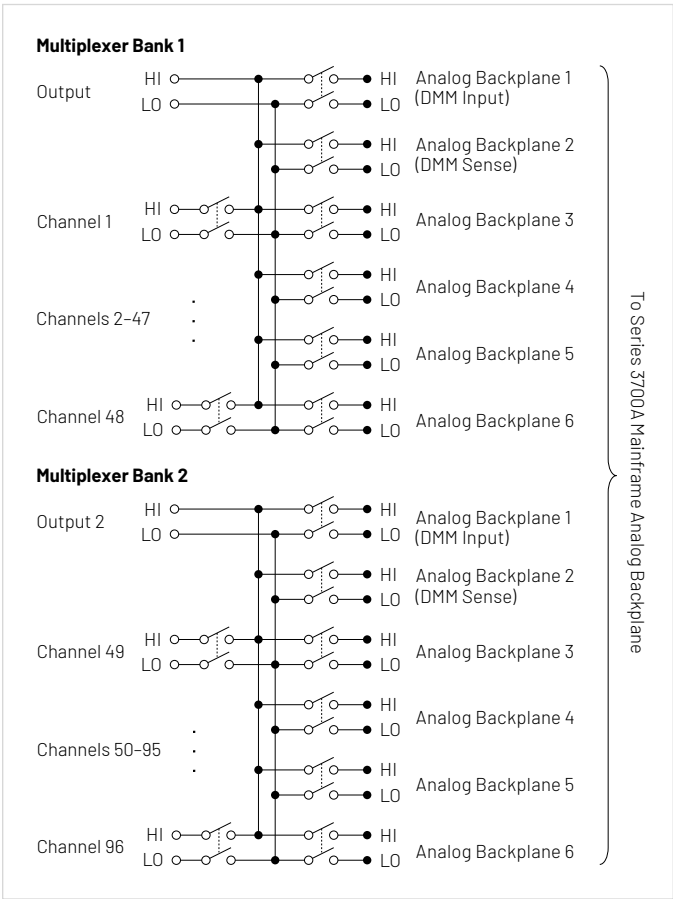 Multiplexer Bank 1
Output
HI
LO
HI
LO
Analog Backplane 1
(DMM Input)
HI
LO
Analog Backplane 2
(DMM Sense)
Channel 1
HI
LO
HI
LO
Analog Backplane 3
HI
LO
Analog Backplane 4
Channels 2–47
HI
LO
Analog Backplane 5
Channel 48
HI
LO
HI
LO
Analog Backplane 6
Multiplexer Bank 2
Output 2
HI
LO
HI
LO
Analog Backplane 1
(DMM Input)
HI
LO
Analog Backplane 2
(DMM Sense)
Channel 49
HI
LO
HI
LO
Analog Backplane 3
HI
LO
Analog Backplane 4
Channels 50–95
HI
LO
Analog Backplane 5
Channel 96
HI
LO
HI
LO
Analog Backplane 6
To Series 3700A Mainframe Analog Backplane